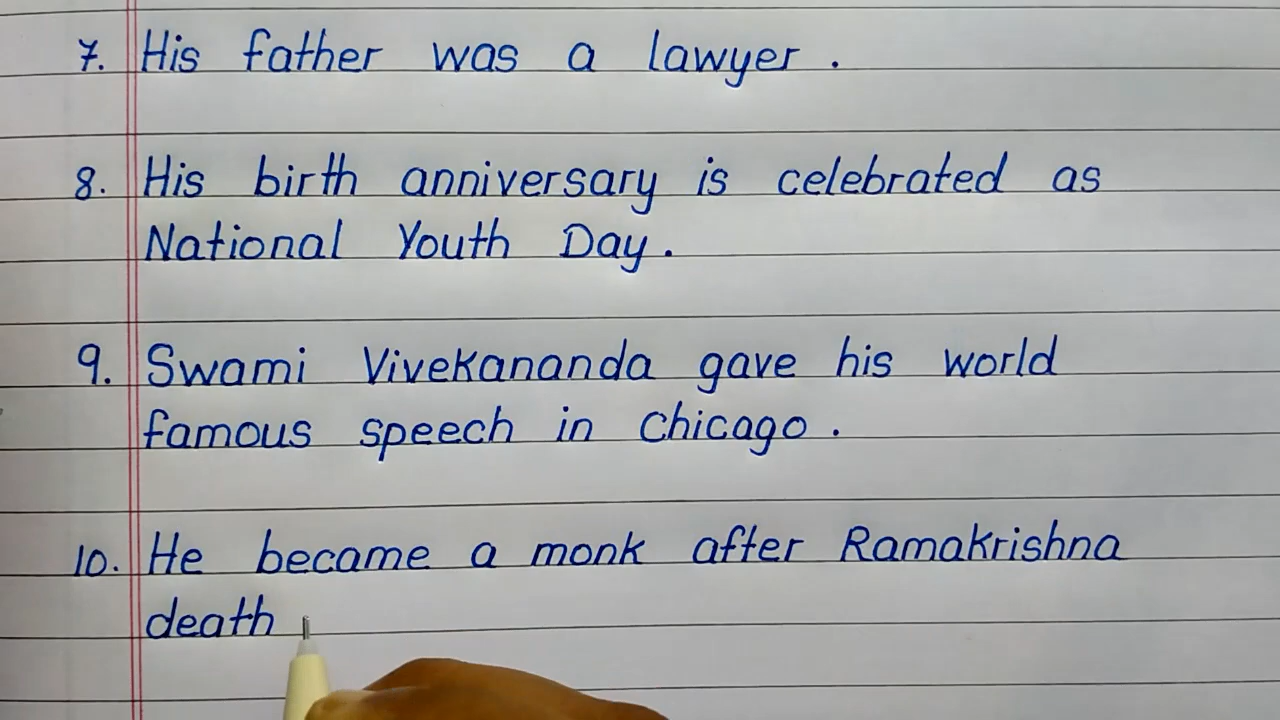 7. His father was a lawyer .
8. His birth anniversary is celebrated as
National Youth Day .
9. Swami Vivekananda gave his world
famous speech in Chicago .
10. He became a monk after Ramakrishna
death